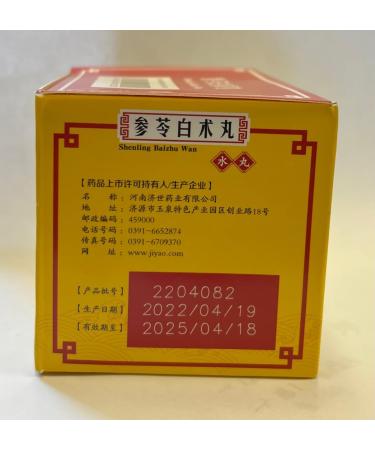 参苓白术丸
Shenling Baizhu Wan
水丸
【药品上市许可持有人/生产企业】
名称：河南济世药业有限公司
地址：济源市玉泉特色产业园区创业路18号
邮政编码：459000
电话号码：0391-6652874
传真号码：0391-6709370
网址：www.jiyao.com
【产品批号】2204082
【生产日期】2022/04/19
【有效期至】2025/04/18